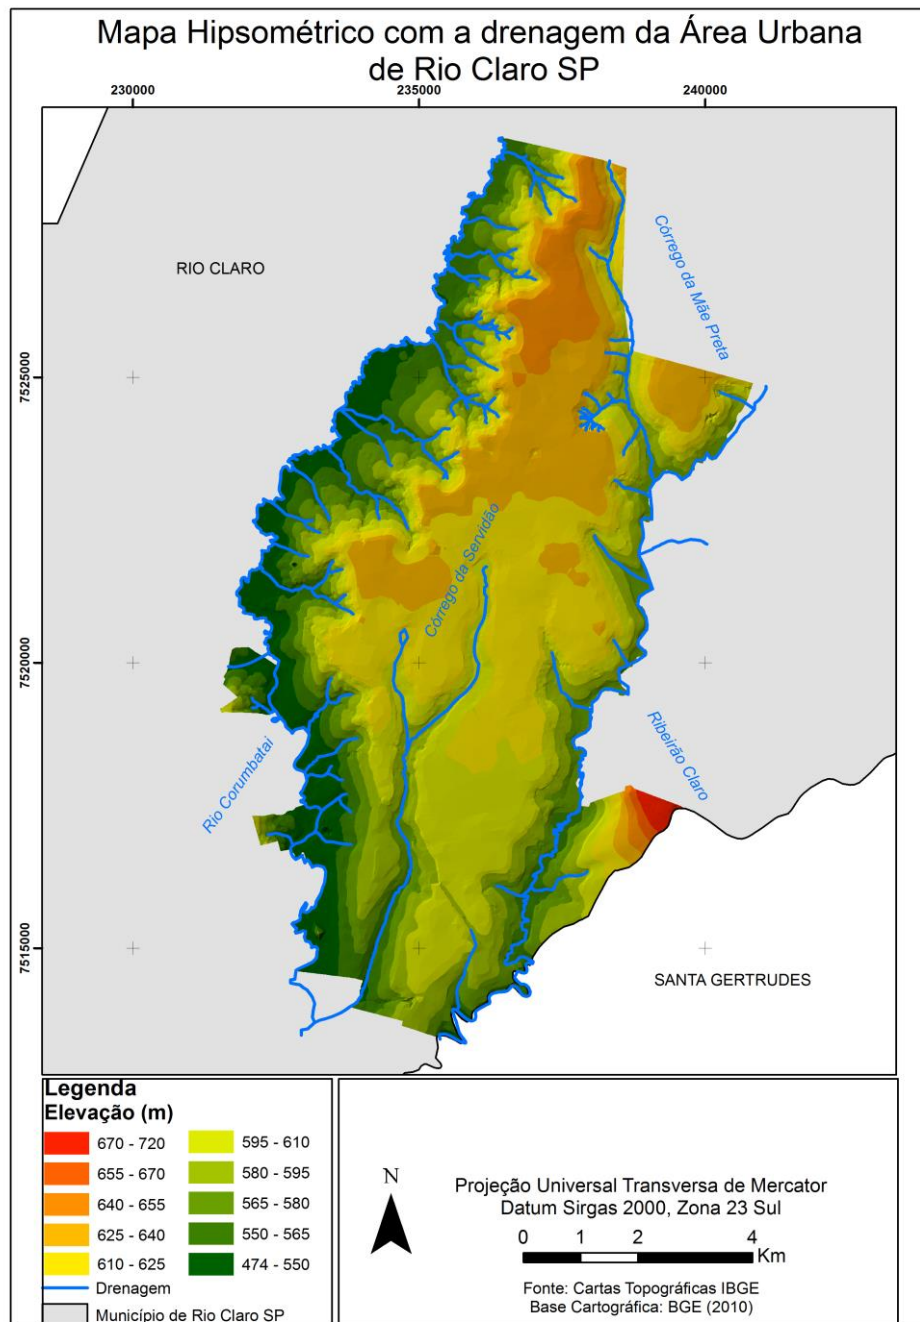 Mapa Hipsométrico com a drenagem da Área Urbana
de Rio Claro SP
230000
235000
240000
7525000
7520000
7515000
RIO CLARO
Córrego da Mãe Preta
Córrego da Servidão
Rio Corumbatai
Ribeirão Claro
SANTA GERTRUDES
Legenda
Elevação (m)
670 - 720
655 - 670
640 - 655
625 - 640
610 - 625
595 - 610
580 - 595
565 - 580
550 - 565
474 - 550
Drenagem
Município de Rio Claro SP
N
Projeção Universal Transversa de Mercator
Datum Sirgas 2000, Zona 23 Sul
0 1 2 4
Km
Fonte: Cartas Topográficas IBGE
Base Cartográfica: BGE (2010)